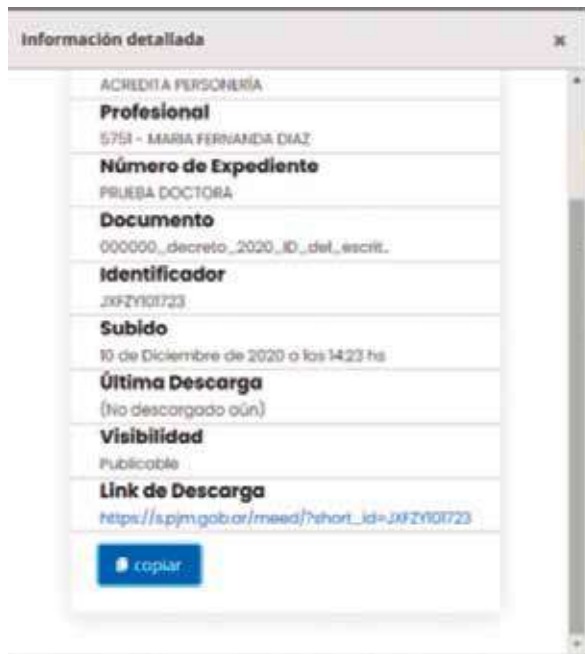 Información detallada
ACREDITA PERSONERÍA
Profesional
5751 - MARIA FERNANDA DIAZ
Número de Expediente
PRUEBA DOCTORA
Documento
000000_decreto_2020_ID_del_escrit..
Identificador
JXFZY101723
Subido
10 de Diciembre de 2020 a las 14:23 hs
Última Descarga
(No descargado aún)
Visibilidad
Publicable
Link de Descarga
https://s.pjm.gob.ar/meed/?short_id=JXFZY101723
copiar